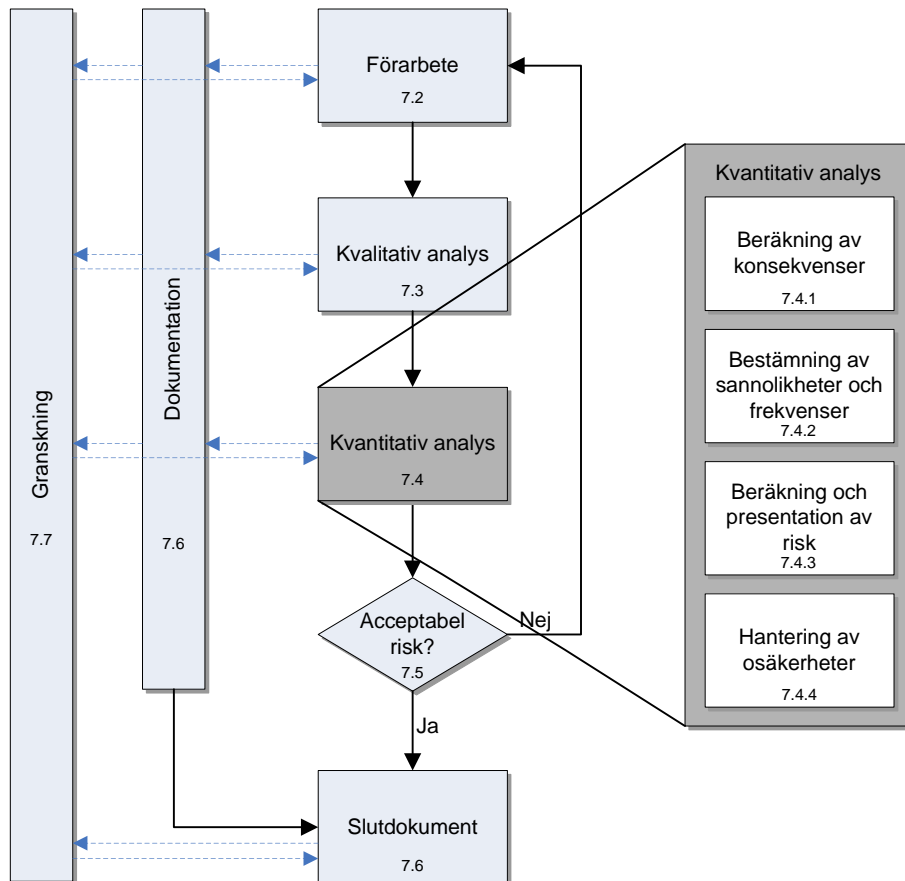 Förarbete
7.2
Kvalitativ analys
7.3
Kvantitativ analys
7.4
Acceptabel
risk?
7.5
Nej
Ja
Slutdokument
7.6
Dokumentation
7.6
Granskning
7.7
Kvantitativ analys
Beräkning av
konsekvenser
7.4.1
Bestämning av
sannolikheter och
frekvenser
7.4.2
Beräkning och
presentation av
risk
7.4.3
Hantering av
osäkerheter
7.4.4